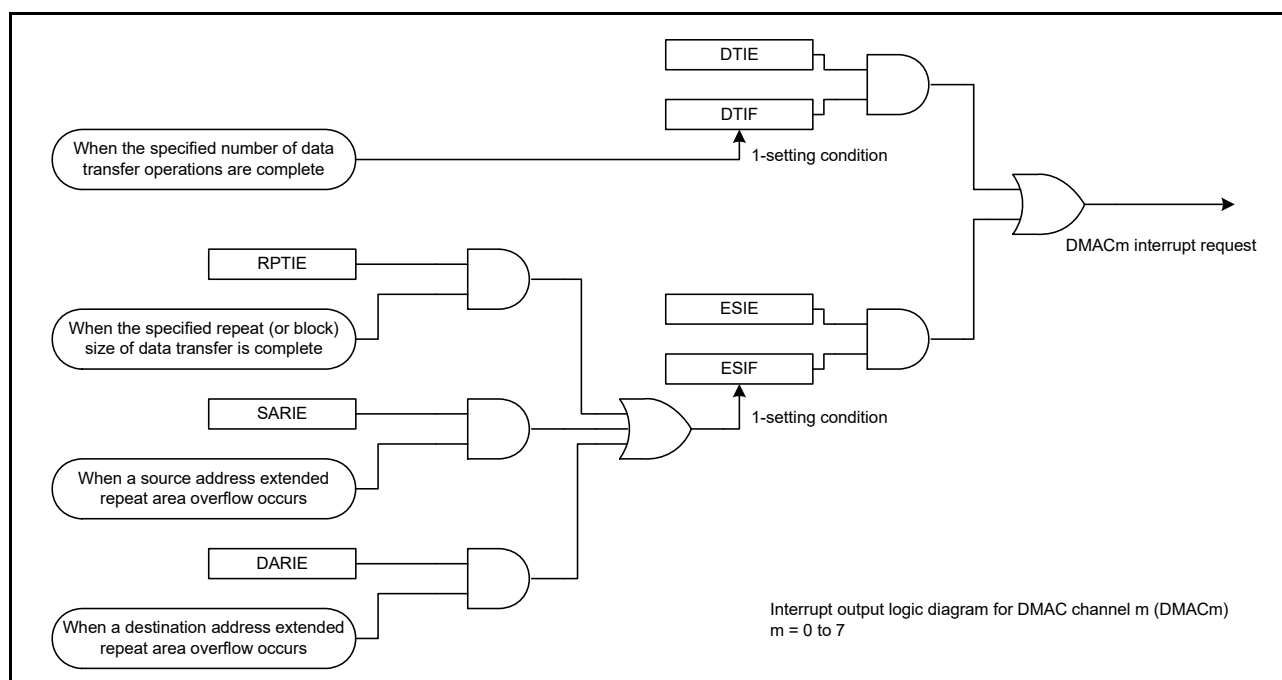 DTIE
DTIF
When the specified number of data
transfer operations are complete
1-setting condition
DMACm interrupt request
RPTIE
When the specified repeat (or block)
size of data transfer is complete
ESIE
ESIF
1-setting condition
SARIE
When a source address extended
repeat area overflow occurs
DARIE
When a destination address extended
repeat area overflow occurs
Interrupt output logic diagram for DMAC channel m (DMACm)
m = 0 to 7